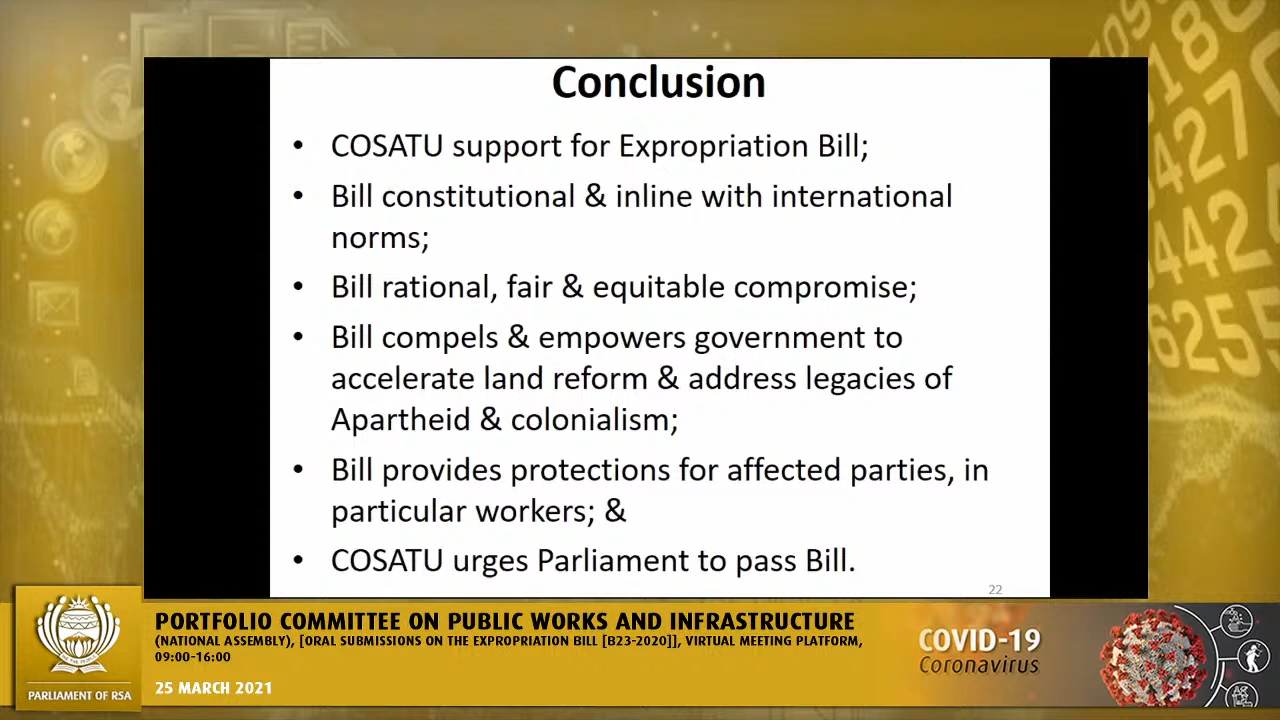 Conclusion
• COSATU support for Expropriation Bill;
• Bill constitutional & inline with international
norms;
• Bill rational, fair & equitable compromise;
• Bill compels & empowers government to
accelerate land reform & address legacies of
Apartheid & colonialism;
• Bill provides protections for affected parties, in
particular workers; &
• COSATU urges Parliament to pass Bill.
22
PARLIAMENT OF RSA
PORTFOLIO COMMITTEE ON PUBLIC WORKS AND INFRASTRUCTURE
(NATIONAL ASSEMBLY), [ORAL SUBMISSIONS ON THE EXPROPRIATION BILL [B23-2020]], VIRTUAL MEETING PLATFORM,
09:00-16:00
25 MARCH 2021
COVID-19
Coronavirus